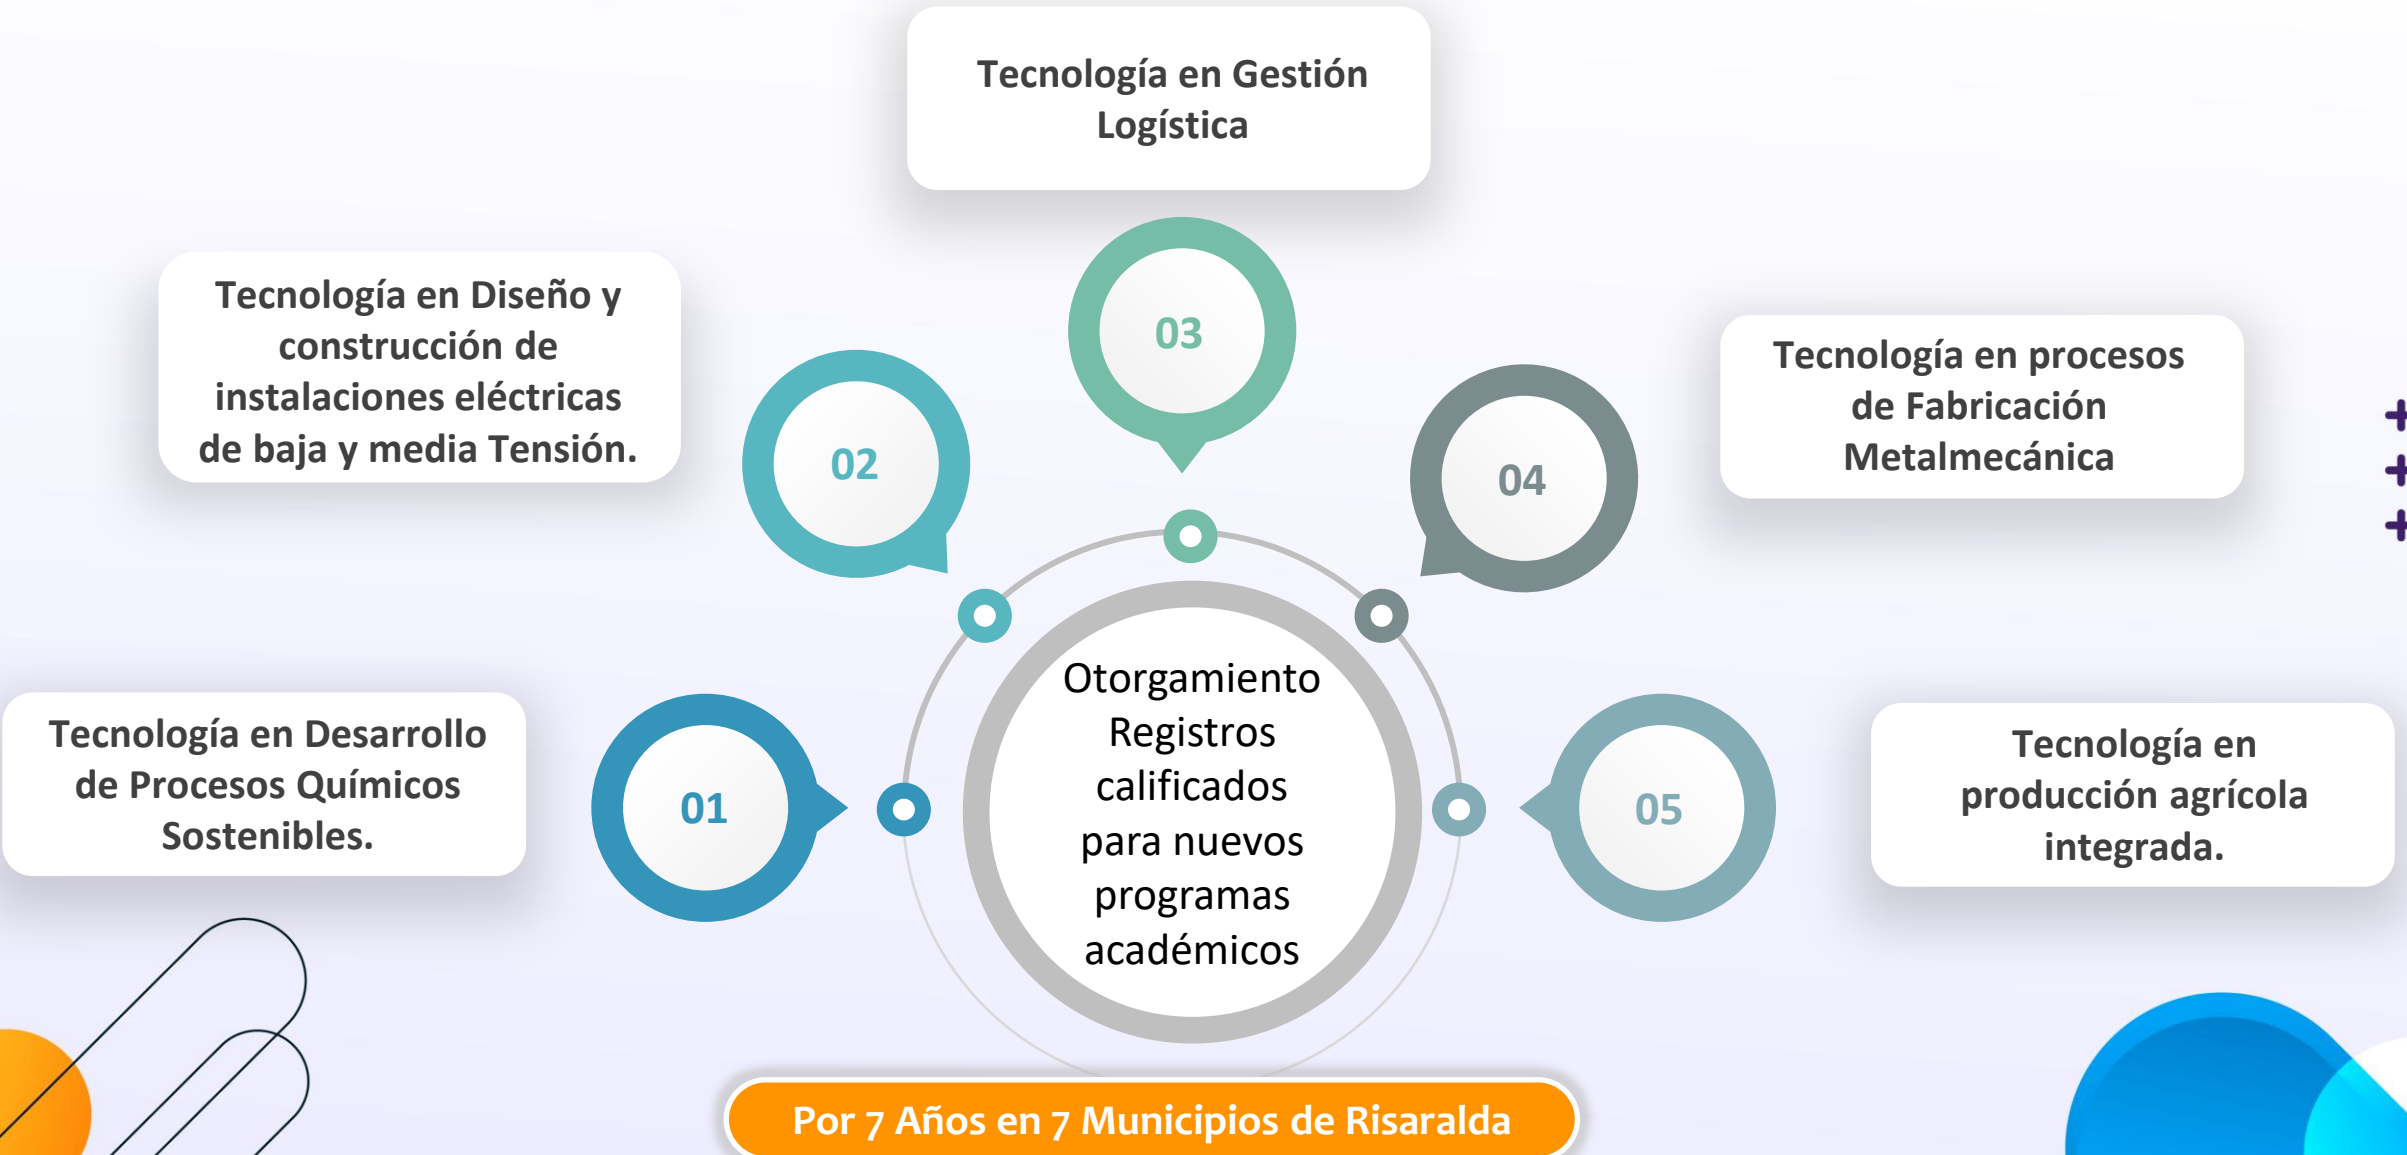 Tecnología en Gestión
Logística
03
Tecnología en Diseño y
construcción de
instalaciones eléctricas
de baja y media Tensión.
02
Tecnología en procesos
de Fabricación
Metalmecánica
04
Tecnología en Desarrollo
de Procesos Químicos
Sostenibles.
01
Otorgamiento
Registros
calificados
para nuevos
programas
académicos
05
Tecnología en
producción agrícola
integrada.
Por 7 Años en 7 Municipios de Risaralda